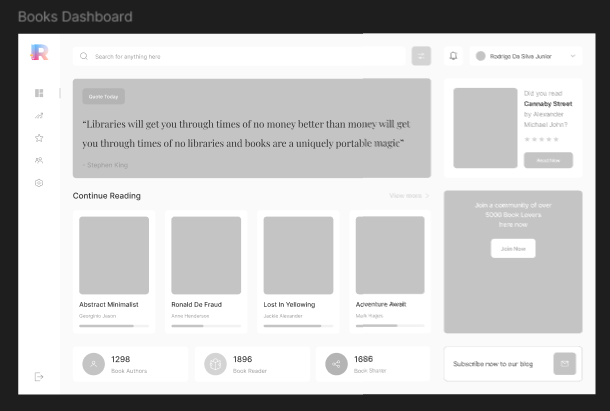 Books Dashboard
R
Search for anything here
Rodrigo Da Silva Junior
Quote Today
“Libraries will get you through times of no money better than money will get
you through times of no libraries and books are a uniquely portable magic”
- Stephen King
Did you read
Cannaby Street
by Alexander
Michael John?
Read Now
Continue Reading
View more >
Abstract Minimalist
Ronald De Fraud
Lost In Yellowing
Adventure Await
Anne Henderson
Jackie Alexander
Mark Hages
Join a community of over
5000 Book Lovers
here now
Join Now
1298
Book Authors
1896
Book Reader
1686
Book Sharer
Subscribe now to our blog